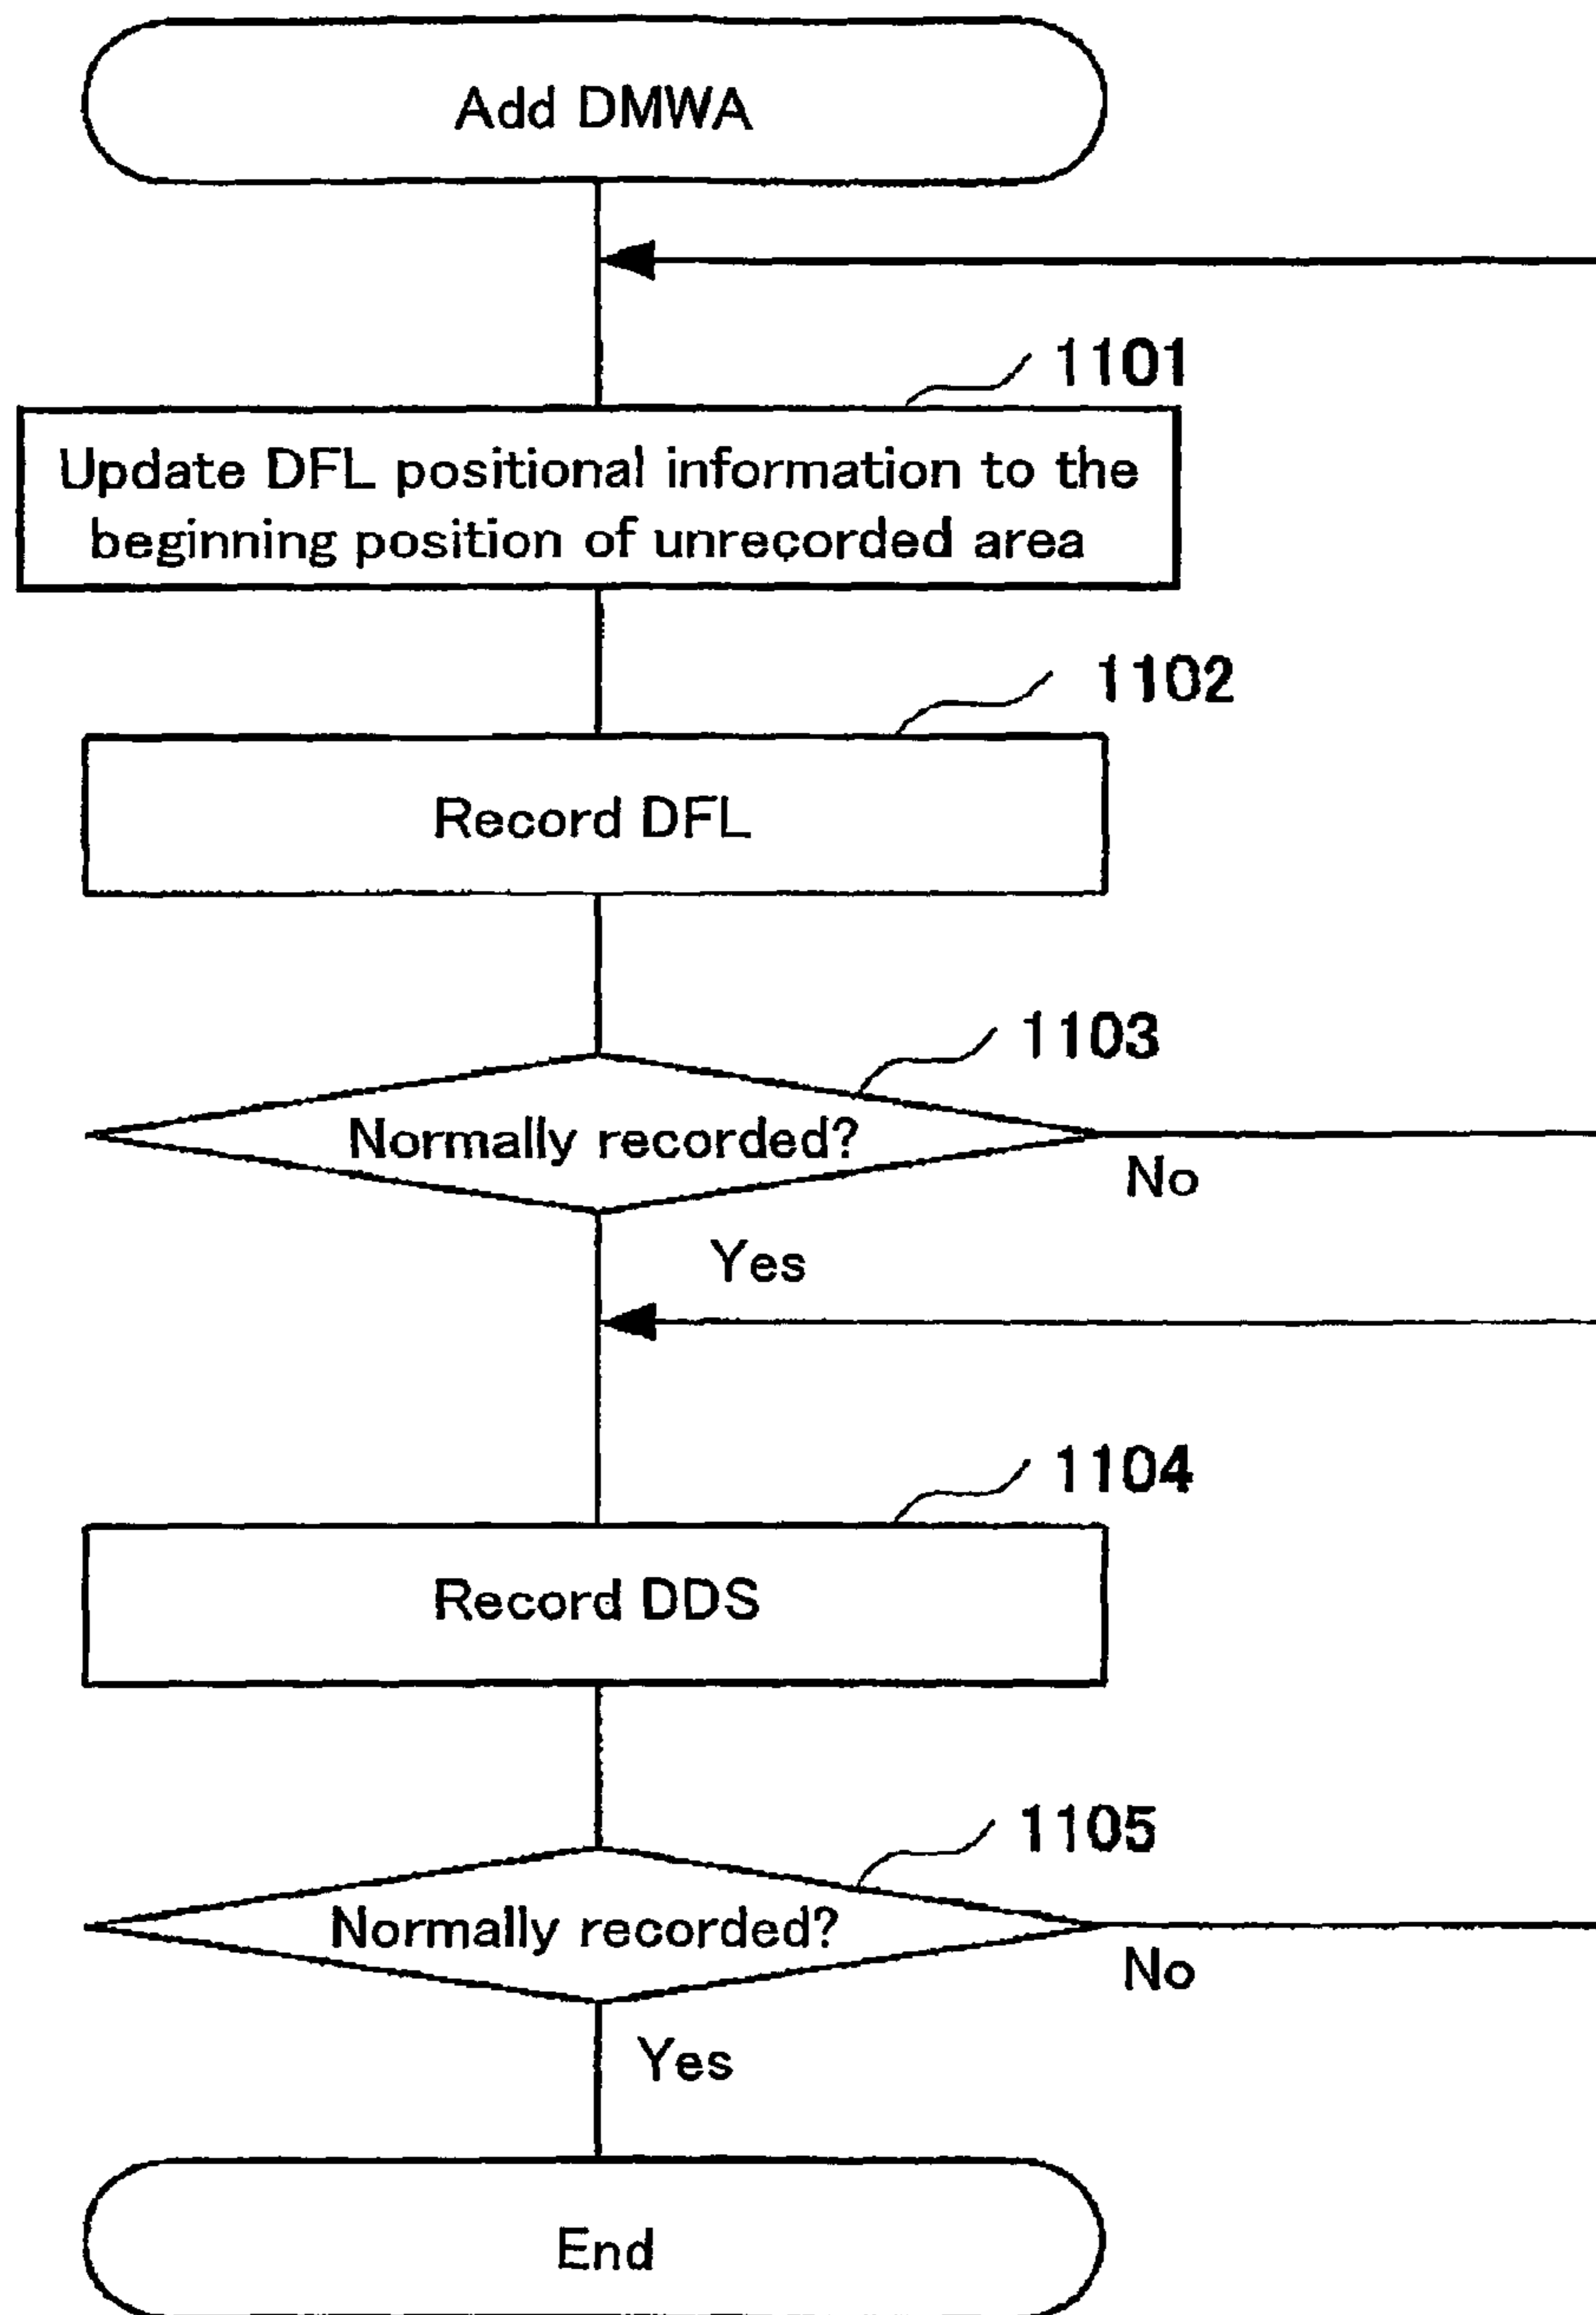 Add DMWA
1101
Update DFL positional information to the
beginning position of unrecorded area
1102
Record DFL
1103
Normally recorded?
No
Yes
1104
Record DDS
1105
Normally recorded?
No
Yes
End